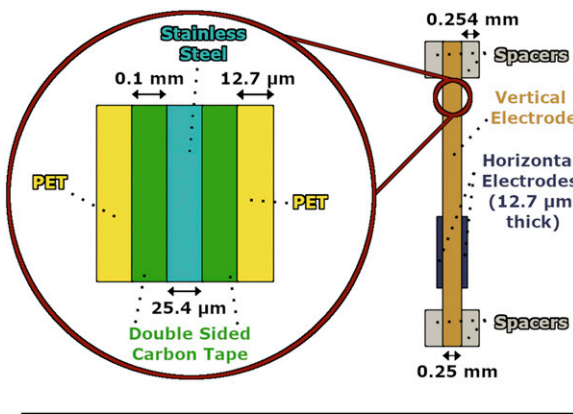 Stainless
Steel
0.1 mm
12.7 µm
PET
PET
25.4 µm
Double Sided
Carbon Tape
0.254 mm
Spacers
Vertical
Electrode
Horizonta
Electrodes
(12.7 µm
thick)
Spacers
0.25 mm